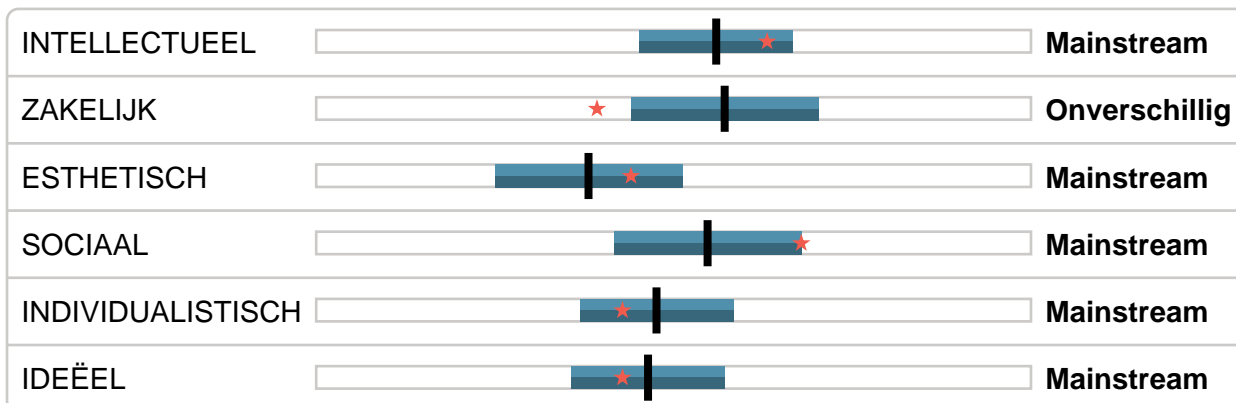 INTELLECTUEEL Mainstream
ZAKELIJK Onverschillig
ESTHETISCH Mainstream
SOCIAAL Mainstream
INDIVIDUALISTISCH Mainstream
IDEËEL Mainstream